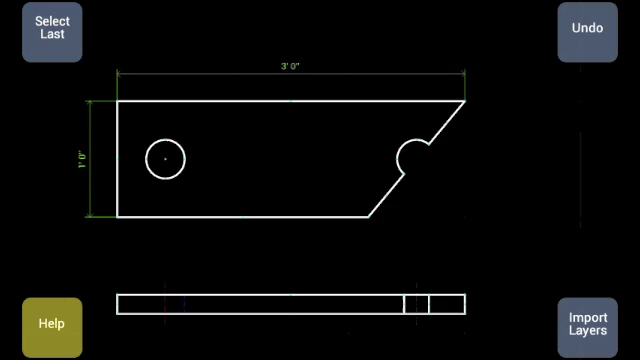 Select
Last
Undo
3' 0"
1' 0"
Help
Import
Layers